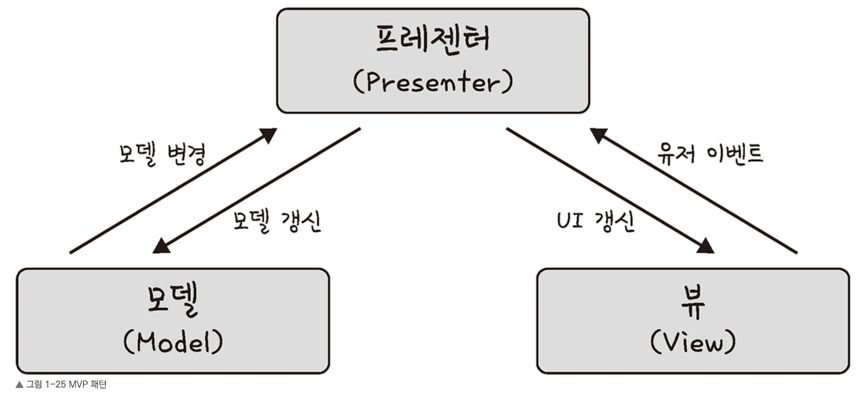 프레젠터
(Presenter)
모델 변경
유저 이벤트
모델 갱신
UI 갱신
모델
(Model)
뷰
(View)
▲ 그림 1-25 MVP 패턴